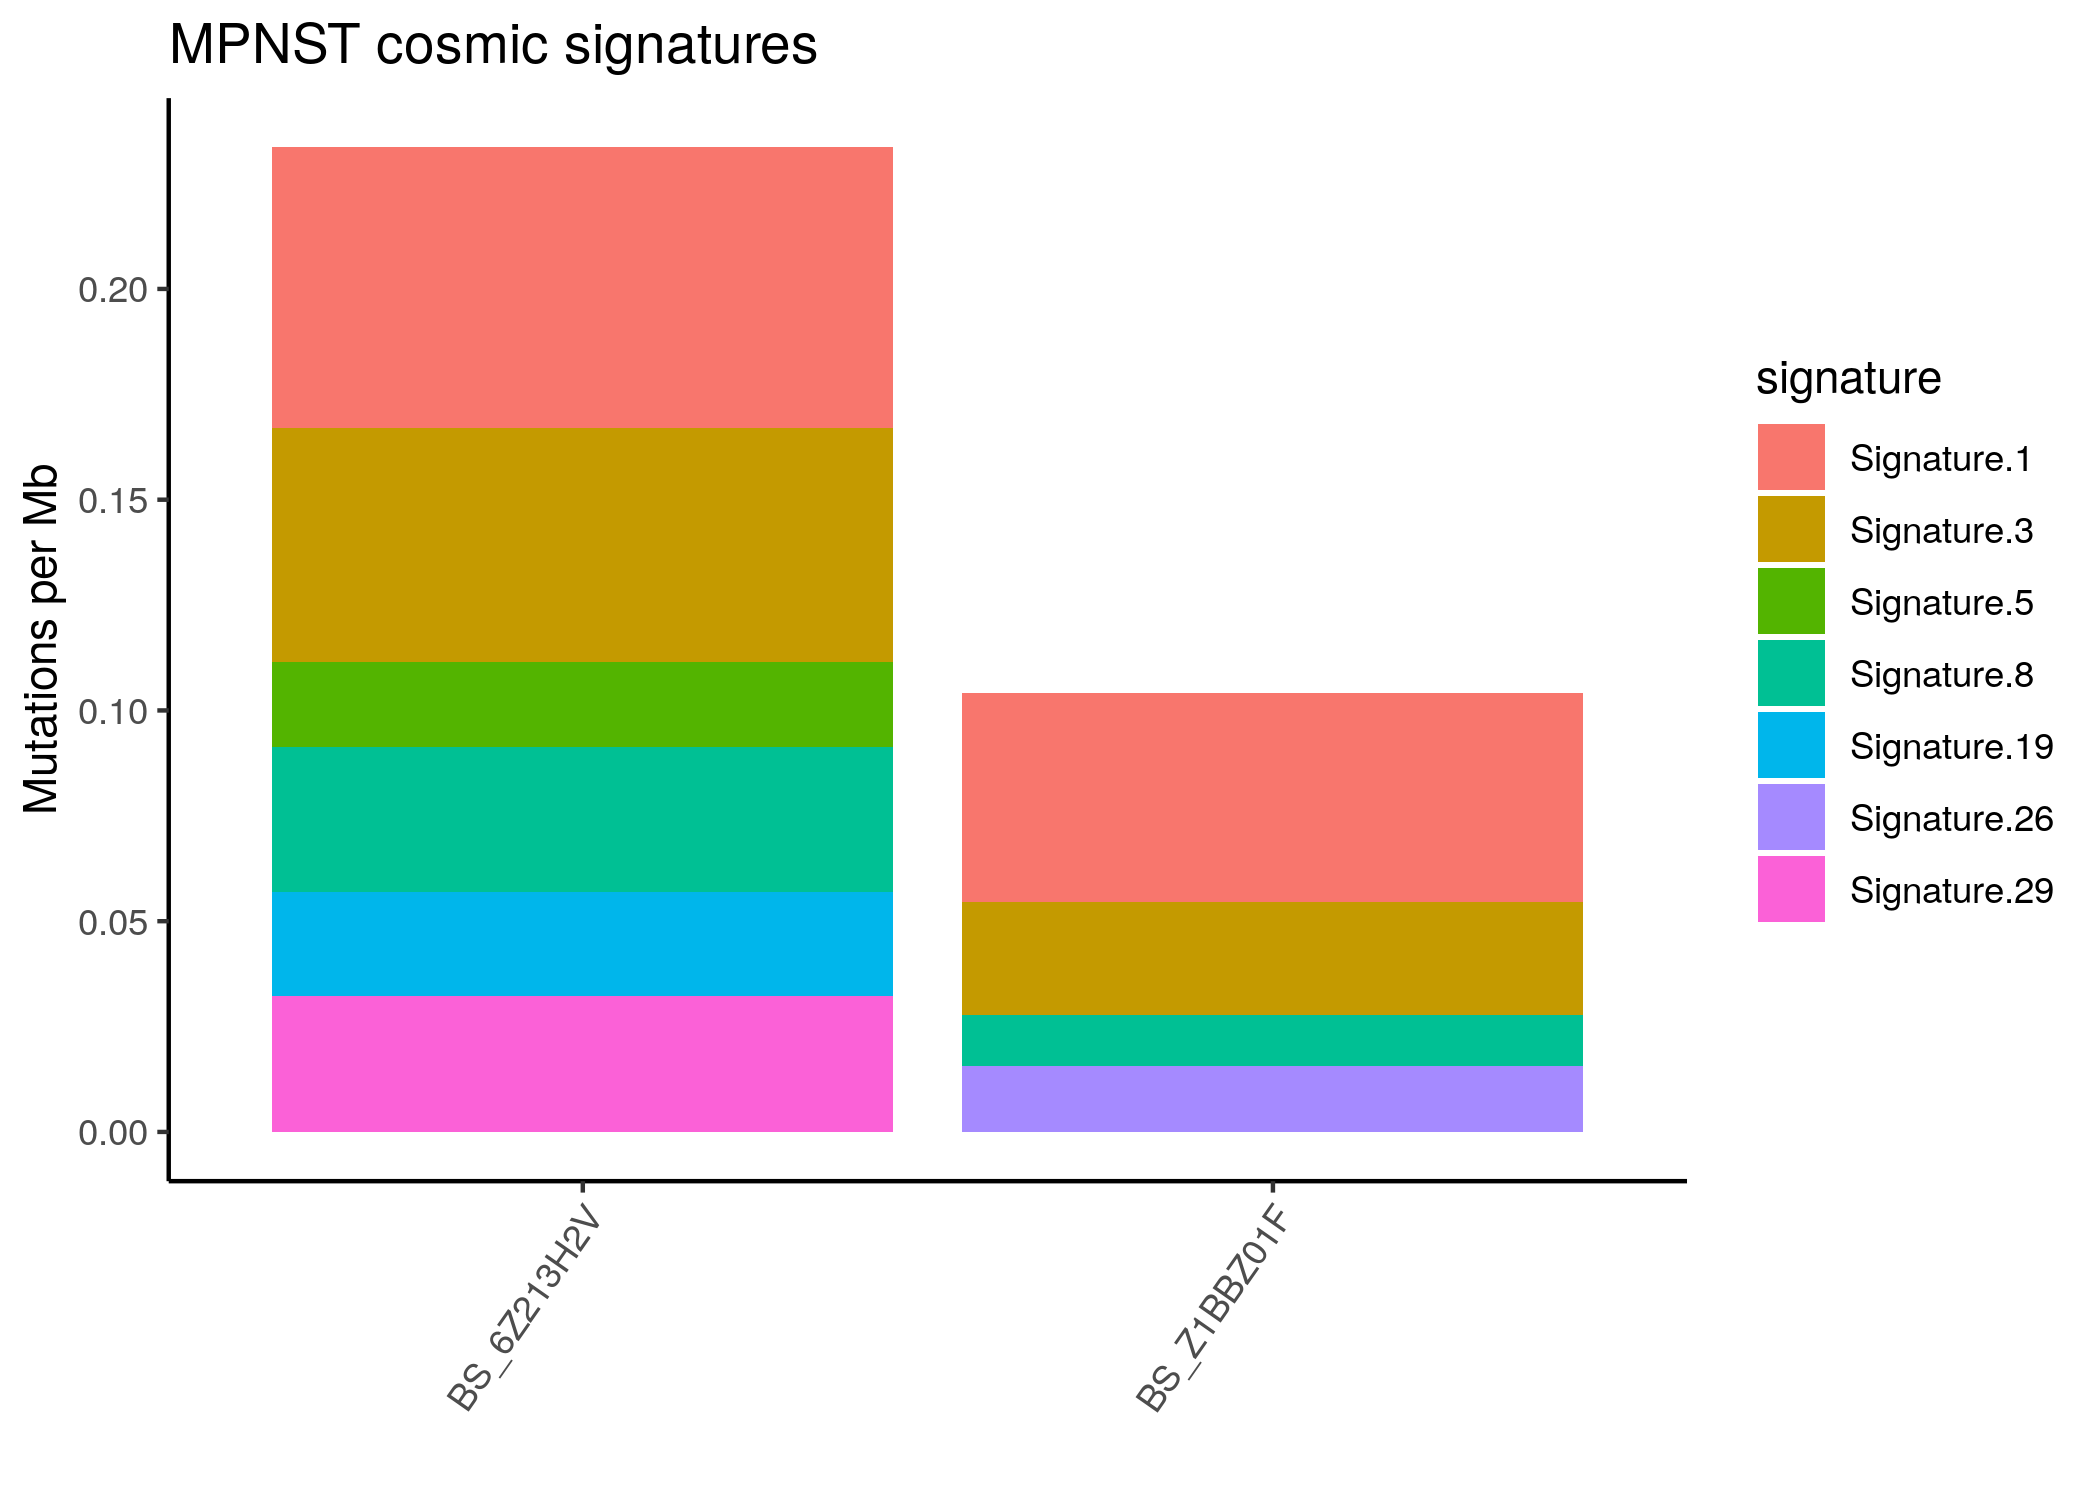 MPNST cosmic signatures
Mutations per Mb
0.20
0.15
0.10
0.05
0.00
BS_6Z213H2V
BS_Z1BBZ01F
signature
Signature.1
Signature.3
Signature.5
Signature.8
Signature.19
Signature.26
Signature.29